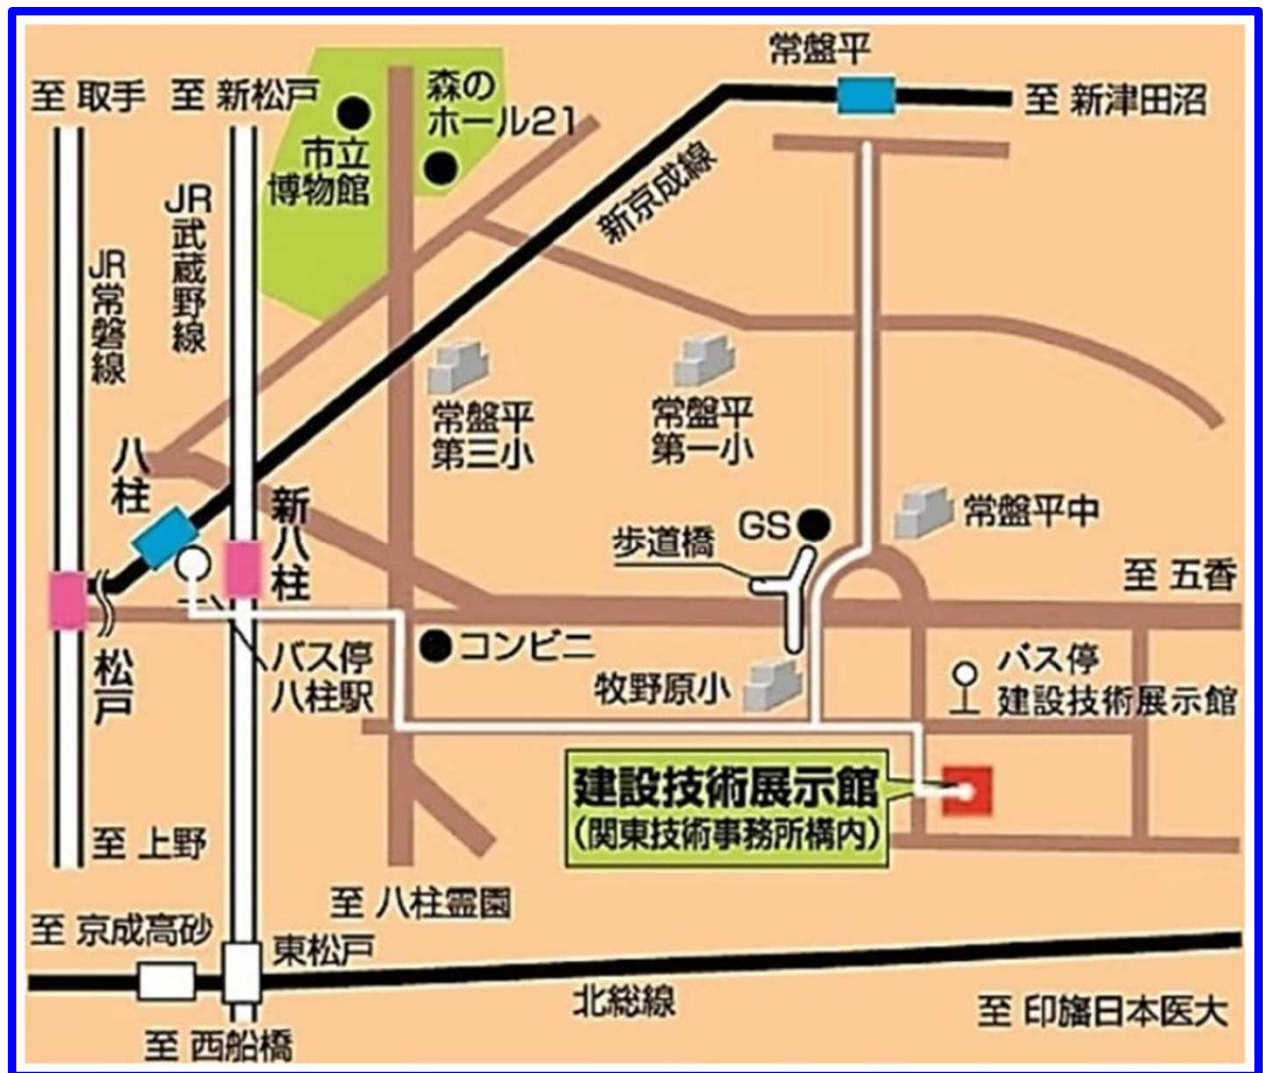 常盤平
至 取手
至 新松戸
森の
ホール21
至 新津田沼
市立
博物館
JR武蔵野線
新京成線
JR常磐線
常盤平
第三小
常盤平
第一小
八柱
新八柱
GS
常盤平中
歩道橋
至 五香
松戸
バス停
八柱駅
コンビニ
牧野原小
バス停
建設技術展示館
建設技術展示館
(関東技術事務所構内)
至 上野
至 八柱霊園
至 京成高砂
東松戸
北総線
至 印旛日本医大
至 西船橋